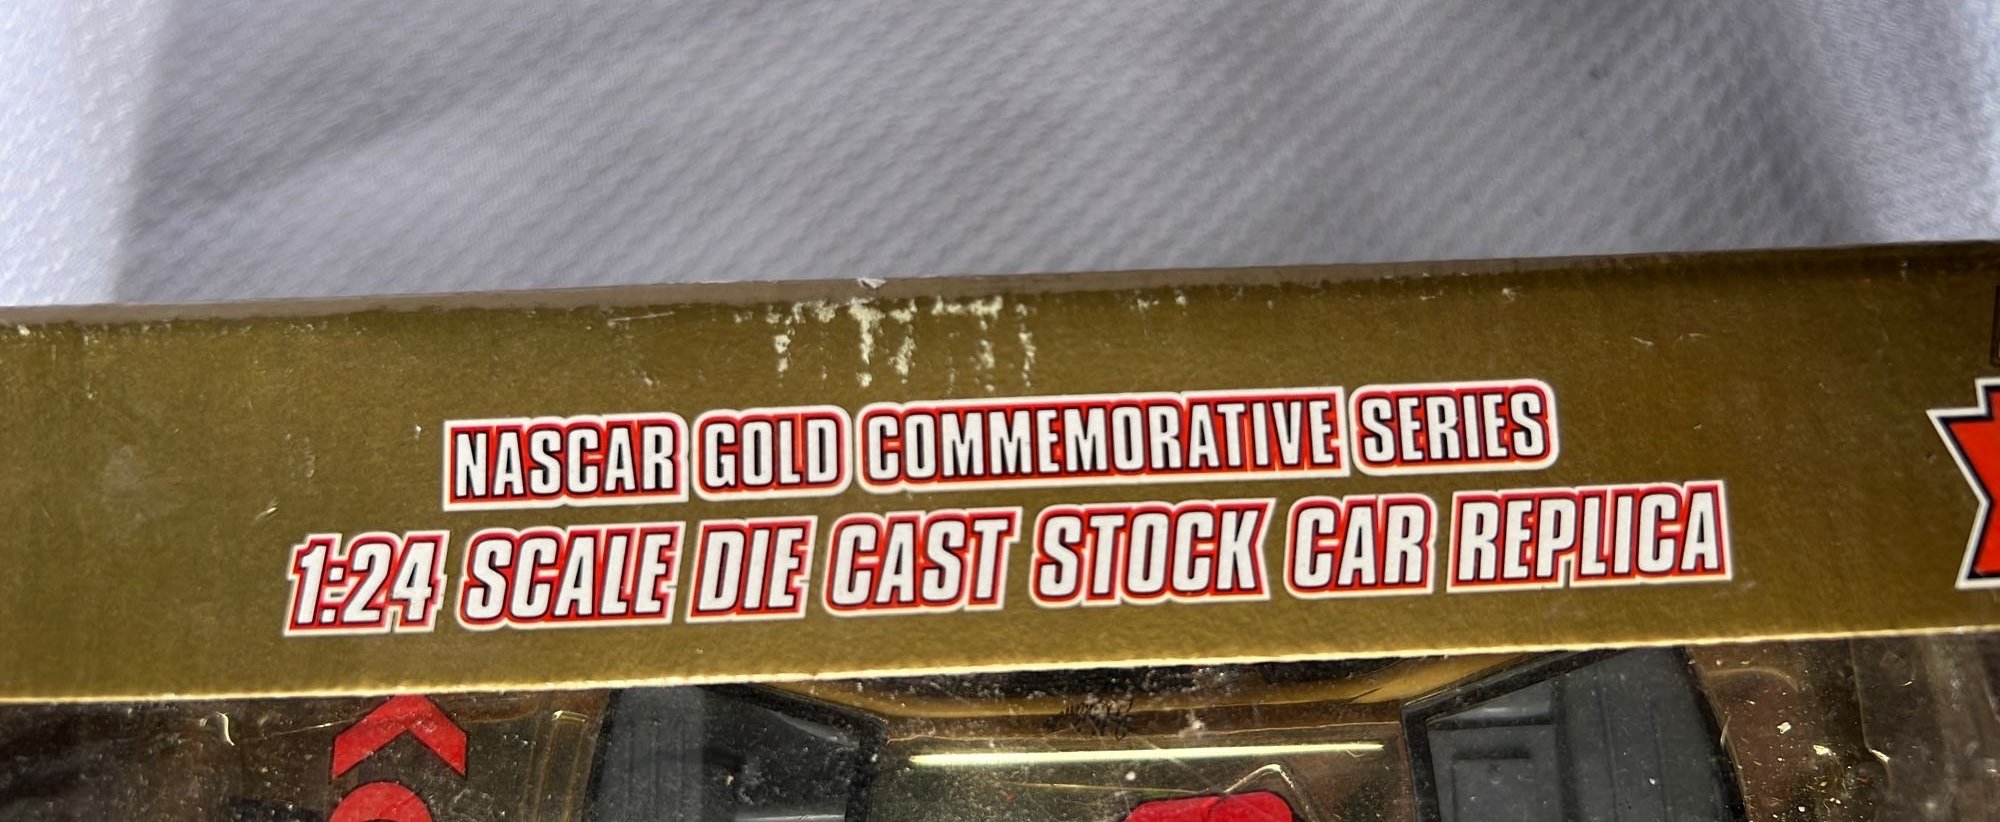 NASCAR GOLD COMMEMORATIVE SERIES
1:24 SCALE DIE CAST STOCK CAR REPLICA